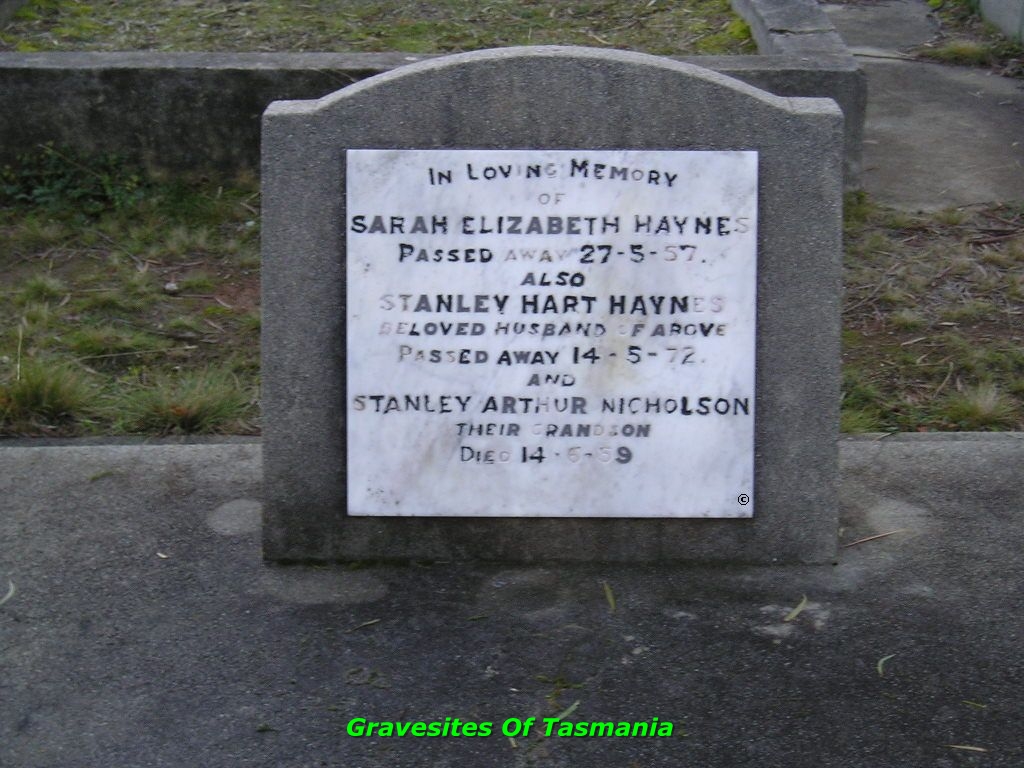 IN LOVING MEMORY
OF
SARAH ELIZABETH HAYNES
PASSED AWAY 27-5-57.
ALSO
STANLEY HART HAYNES
BELOVED HUSBAND OF ABOVE
PASSED AWAY 14-5-72.
AND
STANLEY ARTHUR NICHOLSON
THEIR GRANDSON
DIED 14-6-59
©
Gravesites Of Tasmania